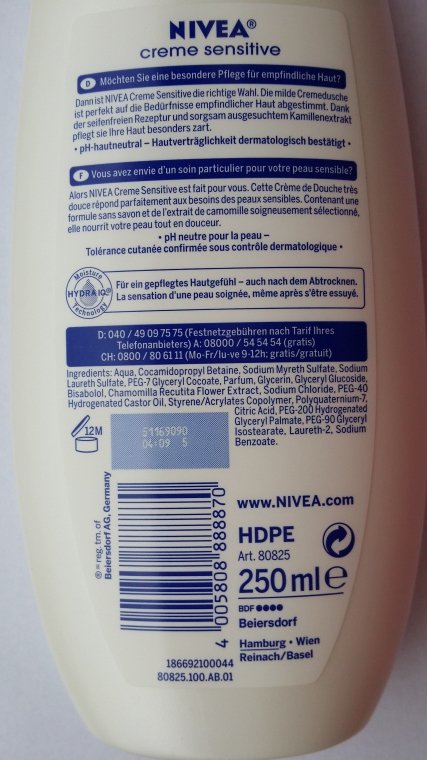 NIVEA®
creme sensitive
D Möchten Sie eine besondere Pflege für empfindliche Haut?
Dann ist NIVEA Creme Sensitive die richtige Wahl. Die milde Cremedusche
ist perfekt auf die Bedürfnisse empfindlicher Haut abgestimmt. Dank
der seifenfreien Rezeptur und sorgsam ausgesuchtem Kamillenextrakt
pflegt sie Ihre Haut besonders zart.
• pH-hautneutral – Hautverträglichkeit dermatologisch bestätigt •
F Vous avez envie d'un soin particulier pour votre peau sensible?
Alors NIVEA Creme Sensitive est fait pour vous. Cette Crème de Douche très
douce répond parfaitement aux besoins des peaux sensibles. Contenant une
formule sans savon et de l'extrait de camomille soigneusement sélectionné,
elle nourrit votre peau tout en douceur.
• pH neutre pour la peau –
Tolérance cutanée confirmée sous contrôle dermatologique •
Moisture
HYDRA IQ®
Technology
Für ein gepflegtes Hautgefühl – auch nach dem Abtrocknen.
La sensation d'une peau soignée, même après s'être essuyé.
D: 040 / 49 09 75 75 (Festnetzgebühren nach Tarif Ihres
Telefonanbieters) A: 08000 / 54 54 54 (gratis)
CH: 0800 / 80 61 11 (Mo-Fr/lu-ve 9-12h; gratis/gratuit)
Ingredients: Aqua, Cocamidopropyl Betaine, Sodium Myreth Sulfate, Sodium
Laureth Sulfate, PEG-7 Glyceryl Cocoate, Parfum, Glycerin, Glyceryl Glucoside,
Bisabolol, Chamomilla Recutita Flower Extract, Sodium Chloride, PEG-40
Hydrogenated Castor Oil, Styrene/Acrylates Copolymer, Polyquaternium-7,
Citric Acid, PEG-200 Hydrogenated
Glyceryl Palmate, PEG-90 Glyceryl
Isostearate, Laureth-2, Sodium
Benzoate.
12M
51169090
04:09 5
® = reg. tm. of
Beiersdorf AG, Germany
4 005808 888870
www.NIVEA.com
HDPE
Art. 80825
250 ml e
BDF ●●●●
Beiersdorf
Hamburg • Wien
Reinach/Basel
186692100044
80825.100.AB.01